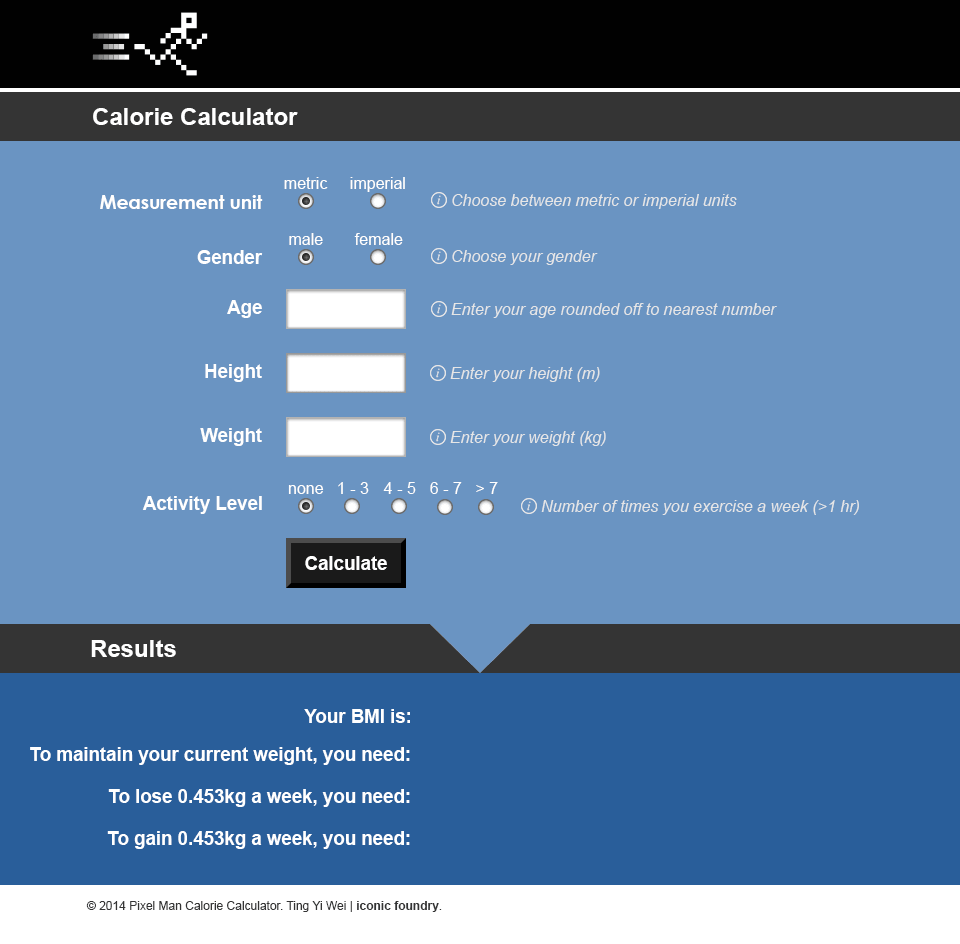 Calorie Calculator
metric imperial
Measurement unit
i Choose between metric or imperial units
male female
Gender
i Choose your gender
Age
i Enter your age rounded off to nearest number
Height
i Enter your height (m)
Weight
i Enter your weight (kg)
none 1 - 3 4 - 5 6 - 7 > 7
Activity Level
i Number of times you exercise a week (>1 hr)
Calculate
Results
Your BMI is:
To maintain your current weight, you need:
To lose 0.453kg a week, you need:
To gain 0.453kg a week, you need:
© 2014 Pixel Man Calorie Calculator. Ting Yi Wei | iconic foundry.